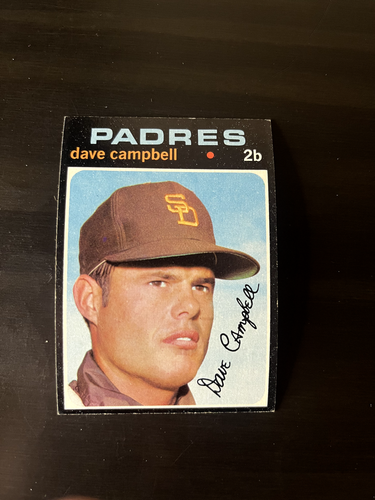 PADRES
dave campbell • 2b
SD
Dave Campbell